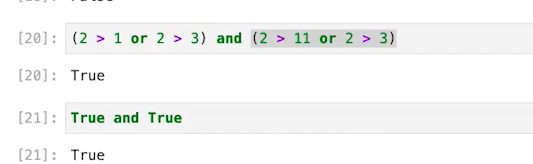 [20]: (2 > 1 or 2 > 3) and (2 > 11 or 2 > 3)
[20]: True
[21]: True and True
[21]: True